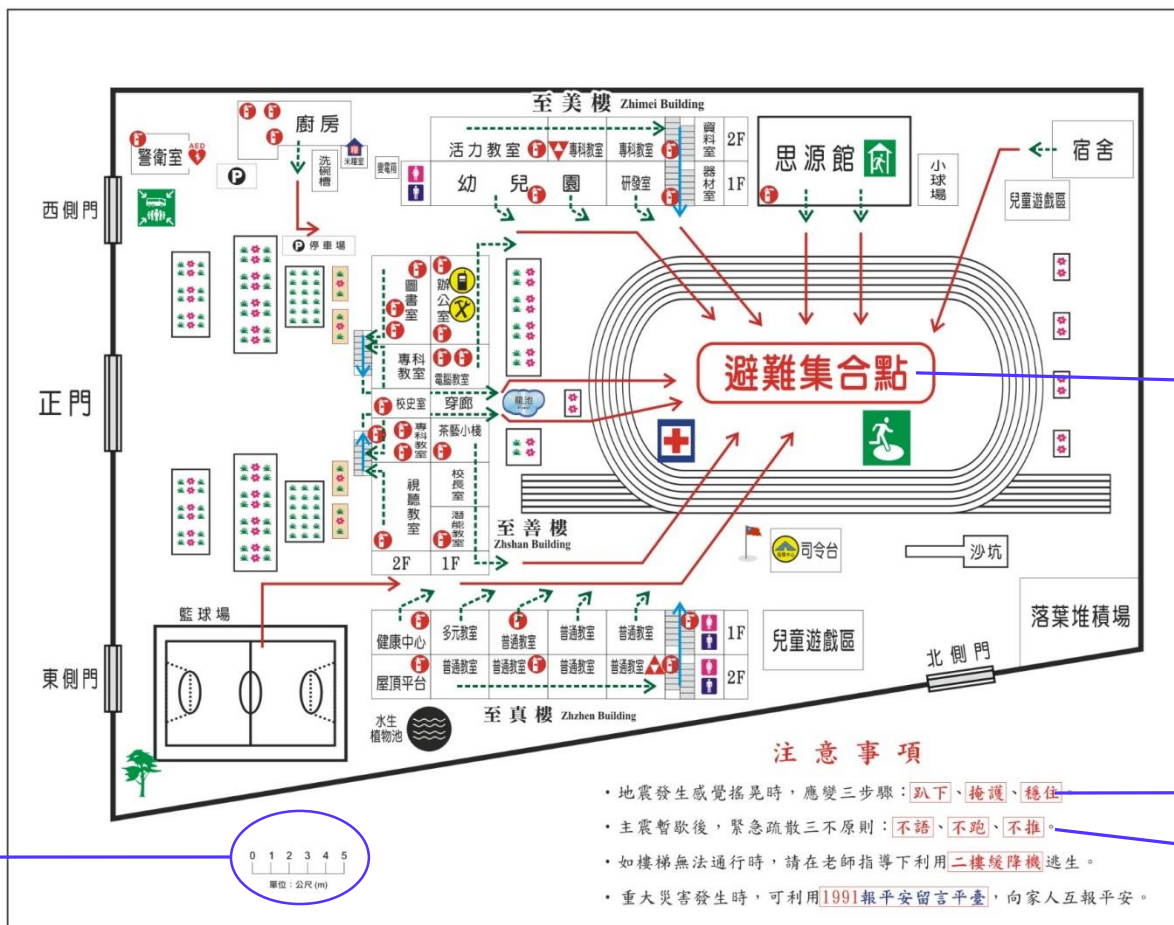 至美樓 Zhimei Building
廚房
警衛室
AED
洗碗槽
米糧室
變電箱
活力教室
專科教室
專科教室
資料室
2F
幼兒園
研發室
器材室
1F
思源館
小球場
宿舍
兒童遊戲區
西側門
P
P 停車場
圖書室
辦公室
專科教室
電腦教室
避難集合點
正門
校史室
穿廊
龍池
專科教室
茶藝小棧
視聽教室
校長室
潛能教室
至善樓
Zhshan Building
2F
1F
司令台
沙坑
籃球場
健康中心
多元教室
普通教室
普通教室
普通教室
1F
兒童遊戲區
落葉堆積場
東側門
屋頂平台
普通教室
普通教室
普通教室
普通教室
2F
北側門
至真樓 Zhzhen Building
水生
植物池
注意事項
・地震發生感覺搖晃時，應變三步驟：趴下、掩護、穩住。
・主震暫歇後，緊急疏散三不原則：不語、不跑、不推。
・如樓梯無法通行時，請在老師指導下利用二樓緩降機逃生。
・重大災害發生時，可利用1991報平安留言平臺，向家人互報平安。
0 1 2 3 4 5
單位：公尺(m)